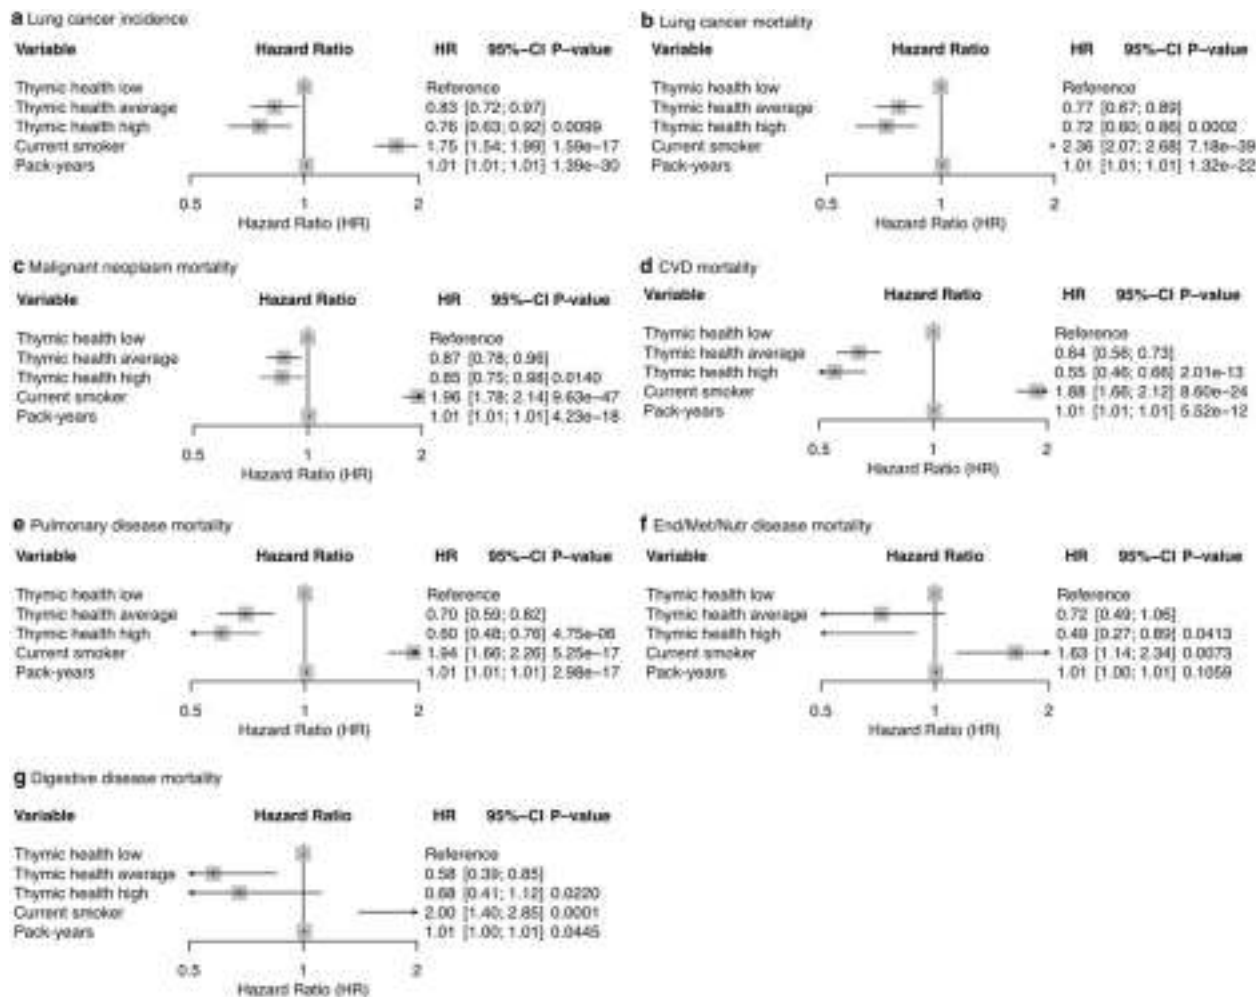 a Lung cancer incidence
Variable Hazard Ratio HR 95%-CI P-value
Thymic health low Reference
Thymic health average 0.83 [0.72; 0.97]
Thymic health high 0.76 [0.63; 0.92] 0.0099
Current smoker 1.75 [1.54; 1.99] 1.59e-17
Pack-years 1.01 [1.01; 1.01] 1.39e-30
0.5 1 2
Hazard Ratio (HR)
b Lung cancer mortality
Variable Hazard Ratio HR 95%-CI P-value
Thymic health low Reference
Thymic health average 0.77 [0.67; 0.89]
Thymic health high 0.72 [0.60; 0.86] 0.0002
Current smoker 2.36 [2.07; 2.68] 7.18e-39
Pack-years 1.01 [1.01; 1.01] 1.32e-22
0.5 1 2
Hazard Ratio (HR)
c Malignant neoplasm mortality
Variable Hazard Ratio HR 95%-CI P-value
Thymic health low Reference
Thymic health average 0.87 [0.78; 0.96]
Thymic health high 0.85 [0.75; 0.98] 0.0140
Current smoker 1.96 [1.78; 2.14] 9.63e-47
Pack-years 1.01 [1.01; 1.01] 4.23e-18
0.5 1 2
Hazard Ratio (HR)
d CVD mortality
Variable Hazard Ratio HR 95%-CI P-value
Thymic health low Reference
Thymic health average 0.64 [0.56; 0.73]
Thymic health high 0.55 [0.46; 0.66] 2.01e-13
Current smoker 1.88 [1.66; 2.12] 8.60e-24
Pack-years 1.01 [1.01; 1.01] 5.52e-12
0.5 1 2
Hazard Ratio (HR)
e Pulmonary disease mortality
Variable Hazard Ratio HR 95%-CI P-value
Thymic health low Reference
Thymic health average 0.70 [0.59; 0.82]
Thymic health high 0.60 [0.48; 0.76] 4.75e-06
Current smoker 1.94 [1.66; 2.26] 5.25e-17
Pack-years 1.01 [1.01; 1.01] 2.98e-17
0.5 1 2
Hazard Ratio (HR)
f End/Met/Nutr disease mortality
Variable Hazard Ratio HR 95%-CI P-value
Thymic health low Reference
Thymic health average 0.72 [0.49; 1.06]
Thymic health high 0.49 [0.27; 0.89] 0.0413
Current smoker 1.63 [1.14; 2.34] 0.0073
Pack-years 1.01 [1.00; 1.01] 0.1059
0.5 1 2
Hazard Ratio (HR)
g Digestive disease mortality
Variable Hazard Ratio HR 95%-CI P-value
Thymic health low Reference
Thymic health average 0.58 [0.39; 0.85]
Thymic health high 0.68 [0.41; 1.12] 0.0220
Current smoker 2.00 [1.40; 2.85] 0.0001
Pack-years 1.01 [1.00; 1.01] 0.0445
0.5 1 2
Hazard Ratio (HR)